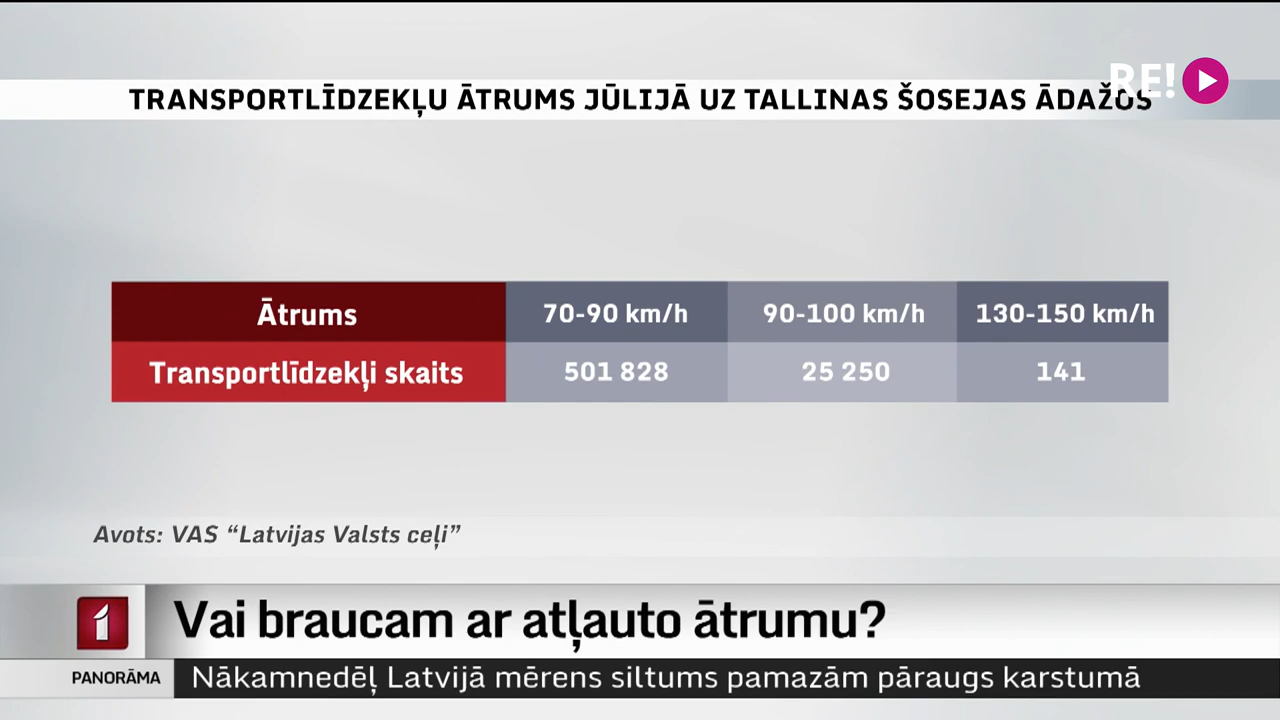 RE!
TRANSPORTLĪDZEKĻU ĀTRUMS JŪLIJĀ UZ TALLINAS ŠOSEJAS ĀDAŽOS
Ātrums 70-90 km/h 90-100 km/h 130-150 km/h
Transportlīdzekļi skaits 501 828 25 250 141
Avots: VAS “Latvijas Valsts ceļi”
1 Vai braucam ar atļauto ātrumu?
PANORĀMA Nākamnedēļ Latvijā mērens siltums pamazām pāraugs karstumā